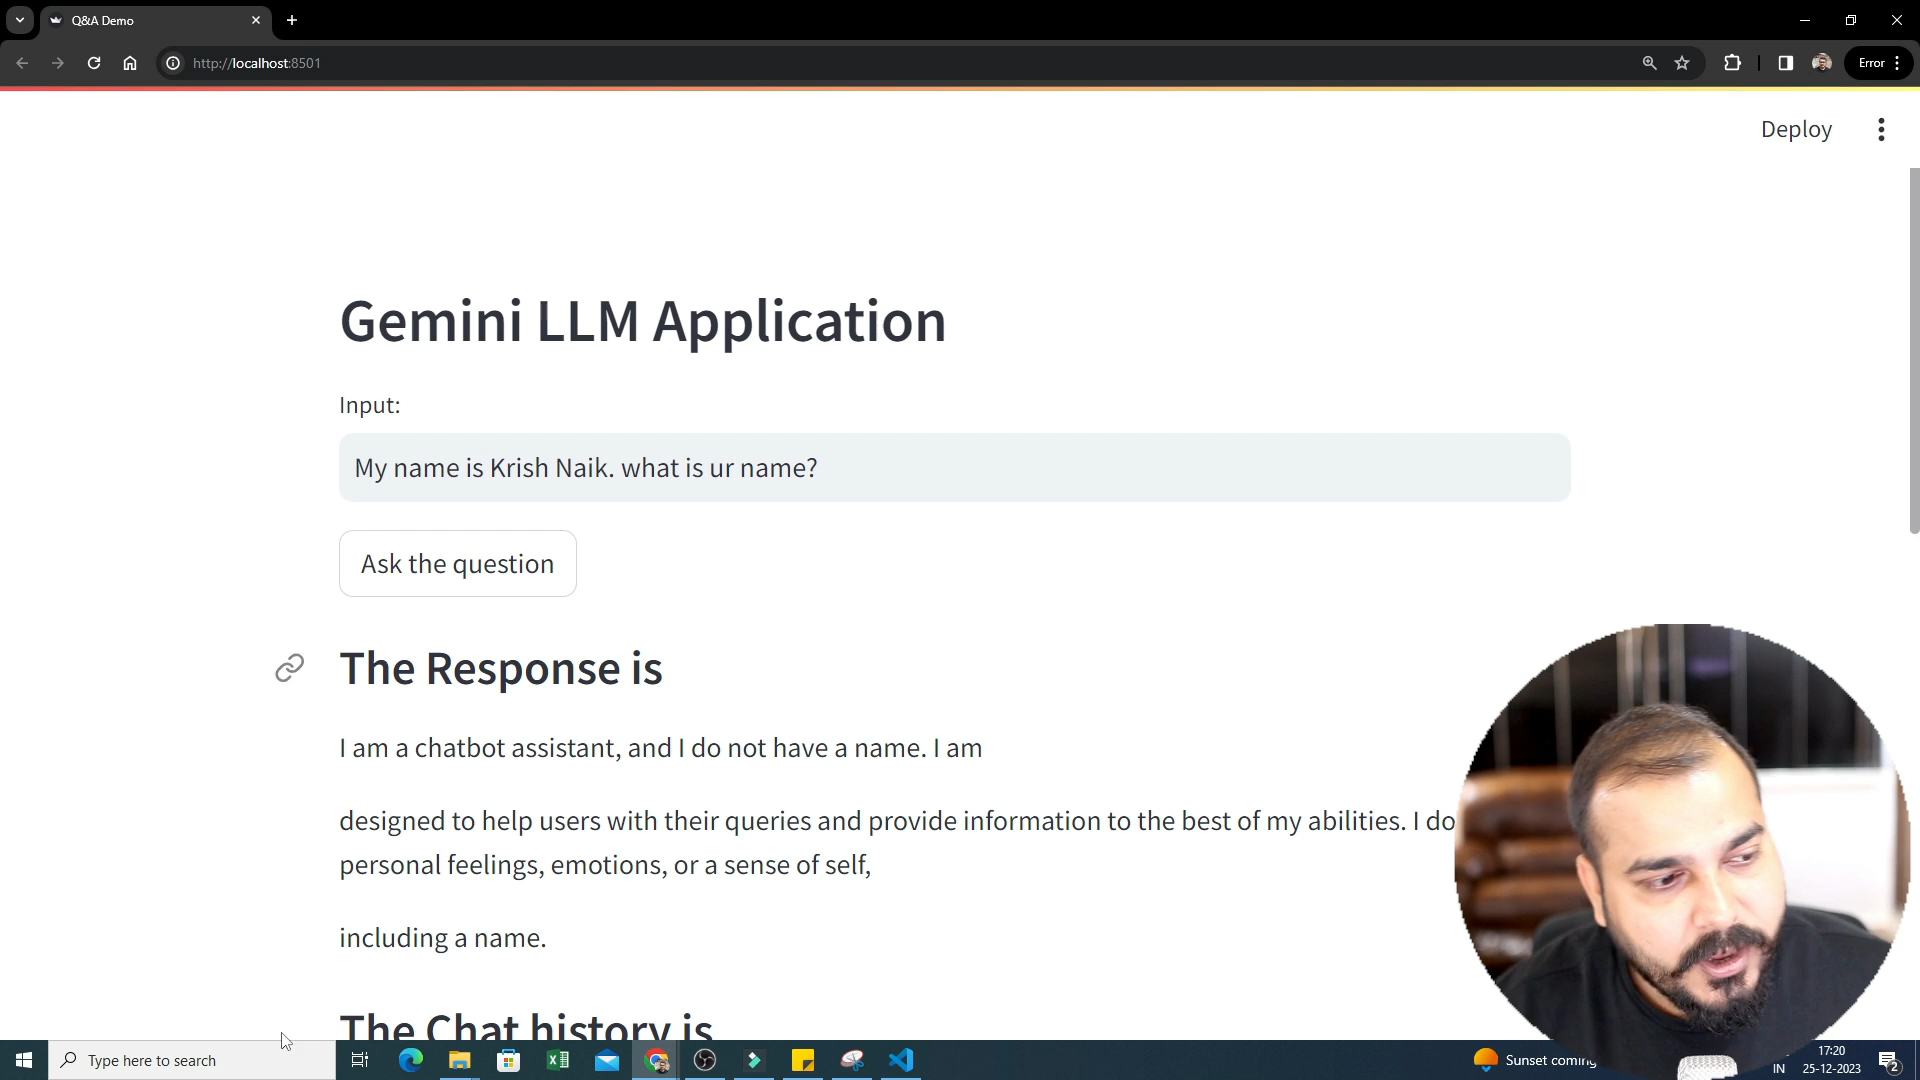 Q&A Demo
http://localhost:8501
Error
Deploy
Gemini LLM Application
Input:
My name is Krish Naik. what is ur name?
Ask the question
The Response is
I am a chatbot assistant, and I do not have a name. I am
designed to help users with their queries and provide information to the best of my abilities. I do
personal feelings, emotions, or a sense of self,
including a name.
The Chat history is
Type here to search
Sunset coming
IN
17:20
25-12-2023
2